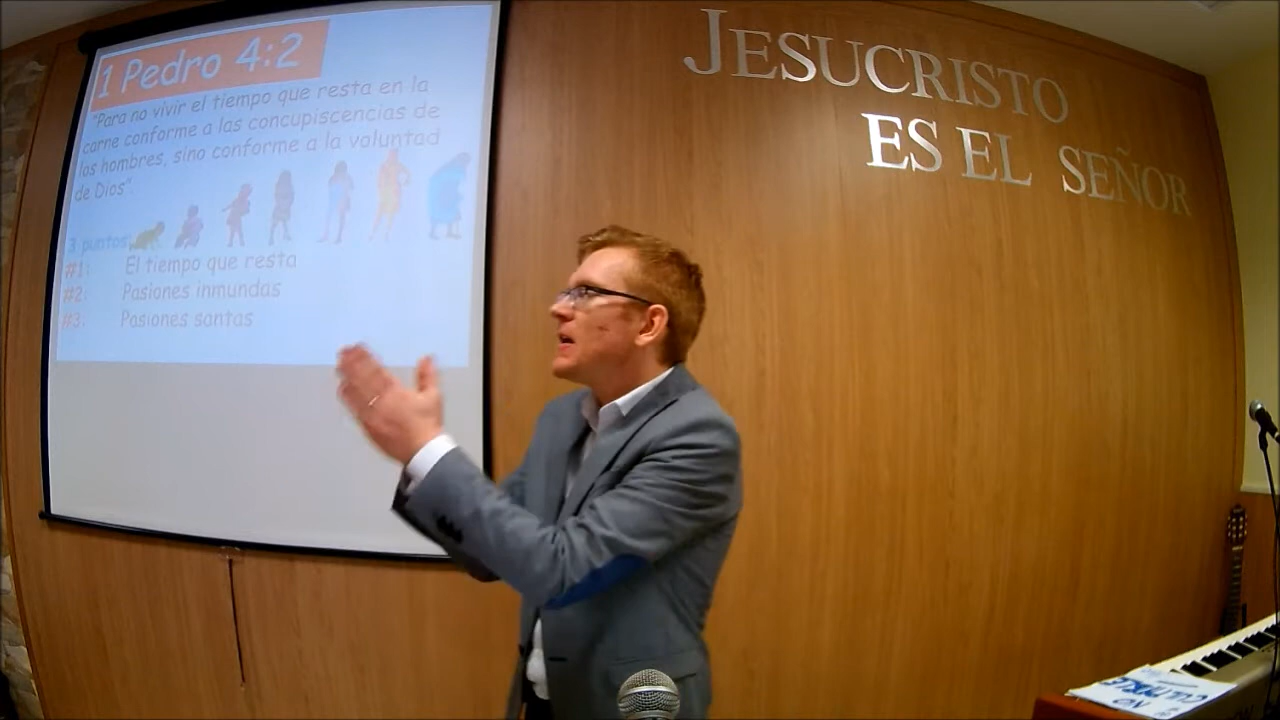 1 Pedro 4:2
"Para no vivir el tiempo que resta en la
carne conforme a las concupiscencias de
los hombres, sino conforme a la voluntad
de Dios".
3 puntos:
#1: El tiempo que resta
#2: Pasiones inmundas
#3: Pasiones santas
JESUCRISTO
ES EL SEÑOR
NO